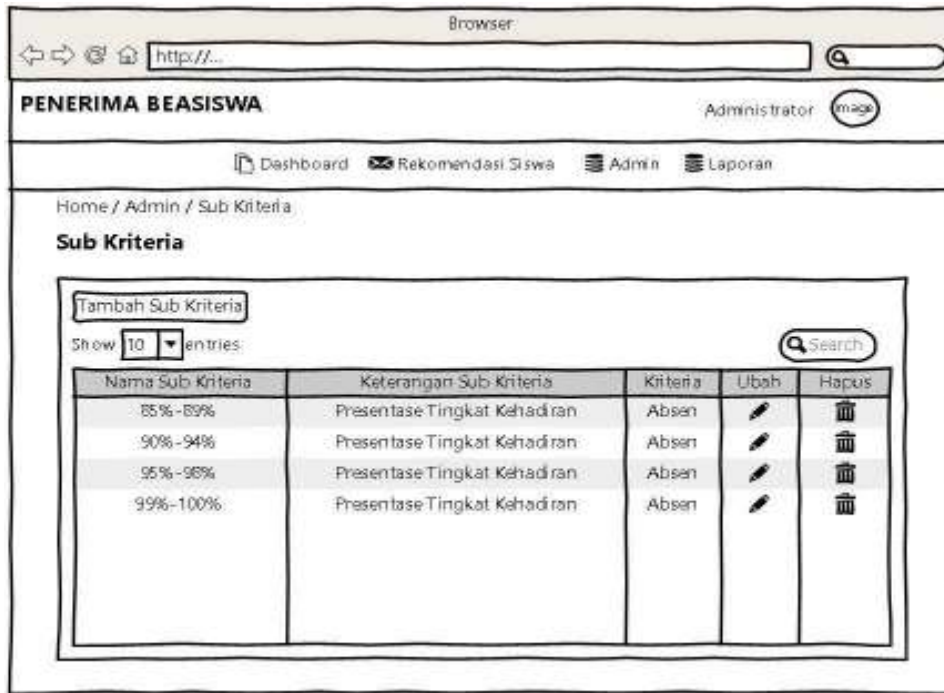 Browser
http://...
PENERIMA BEASISWA Administrator Image
Dashboard Rekomendasi Siswa Admin Laporan
Home / Admin / Sub Kriteria
Sub Kriteria
Tambah Sub Kriteria
Show 10 entries Search
Nama Sub Kriteria Keterangan Sub Kriteria Kriteria Ubah Hapus
85%-89% Presentase Tingkat Kehadiran Absen
90%-94% Presentase Tingkat Kehadiran Absen
95%-98% Presentase Tingkat Kehadiran Absen
99%-100% Presentase Tingkat Kehadiran Absen